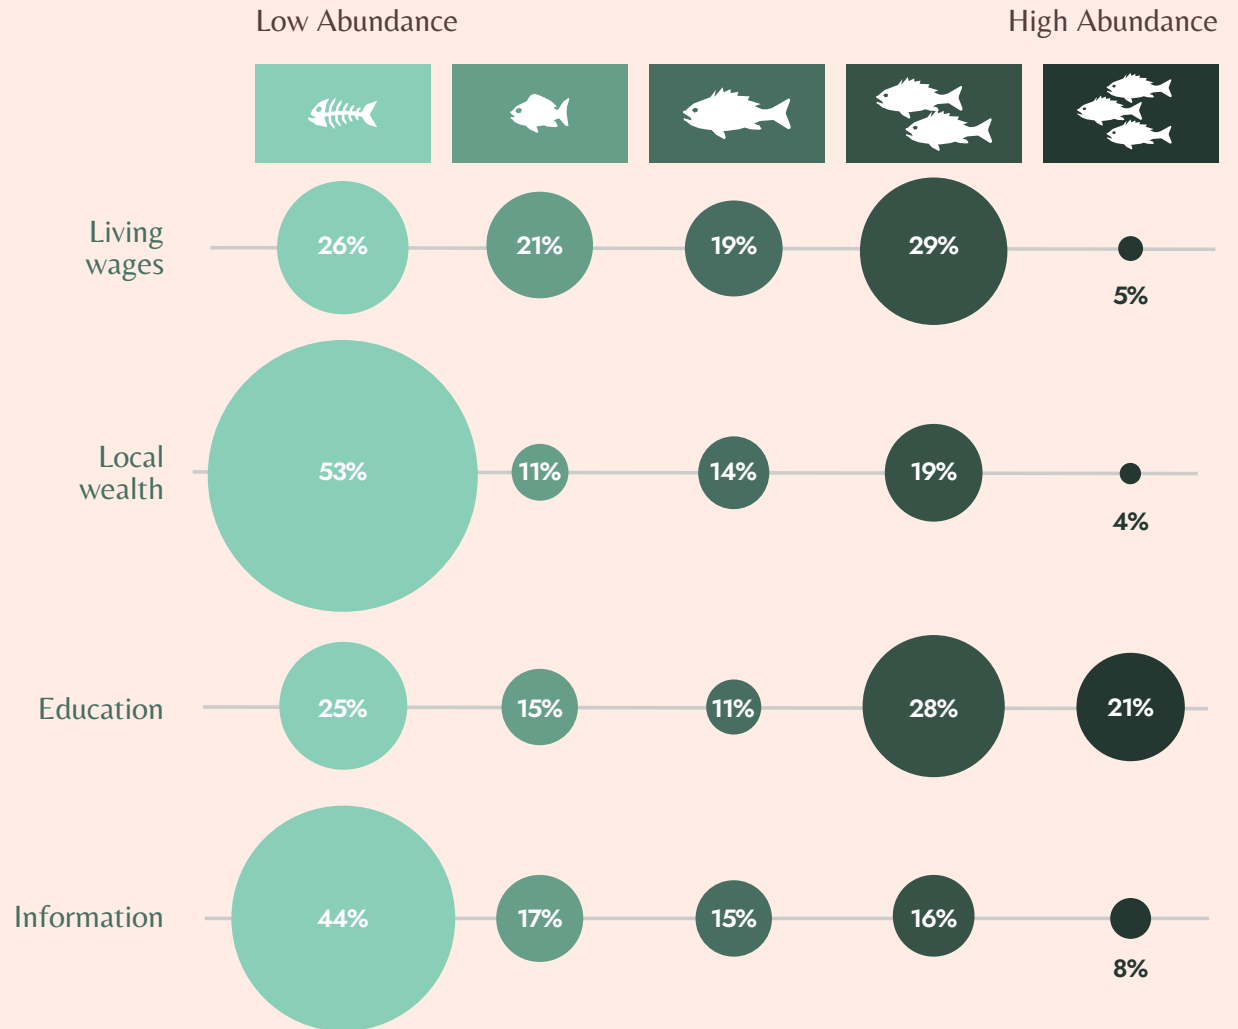 Low Abundance
High Abundance
Living
wages
26%
21%
19%
29%
5%
Local
wealth
53%
11%
14%
19%
4%
Education
25%
15%
11%
28%
21%
Information
44%
17%
15%
16%
8%